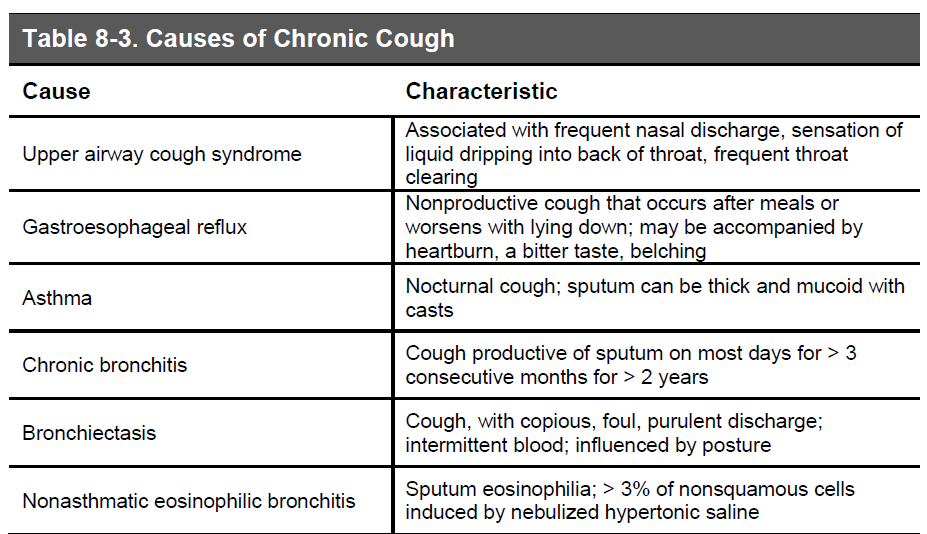 Table 8-3. Causes of Chronic Cough
Cause
Characteristic
Upper airway cough syndrome
Associated with frequent nasal discharge, sensation of
liquid dripping into back of throat, frequent throat
clearing
Gastroesophageal reflux
Nonproductive cough that occurs after meals or
worsens with lying down; may be accompanied by
heartburn, a bitter taste, belching
Asthma
Nocturnal cough; sputum can be thick and mucoid with
casts
Chronic bronchitis
Cough productive of sputum on most days for > 3
consecutive months for > 2 years
Bronchiectasis
Cough, with copious, foul, purulent discharge;
intermittent blood; influenced by posture
Nonasthmatic eosinophilic bronchitis
Sputum eosinophilia; > 3% of nonsquamous cells
induced by nebulized hypertonic saline